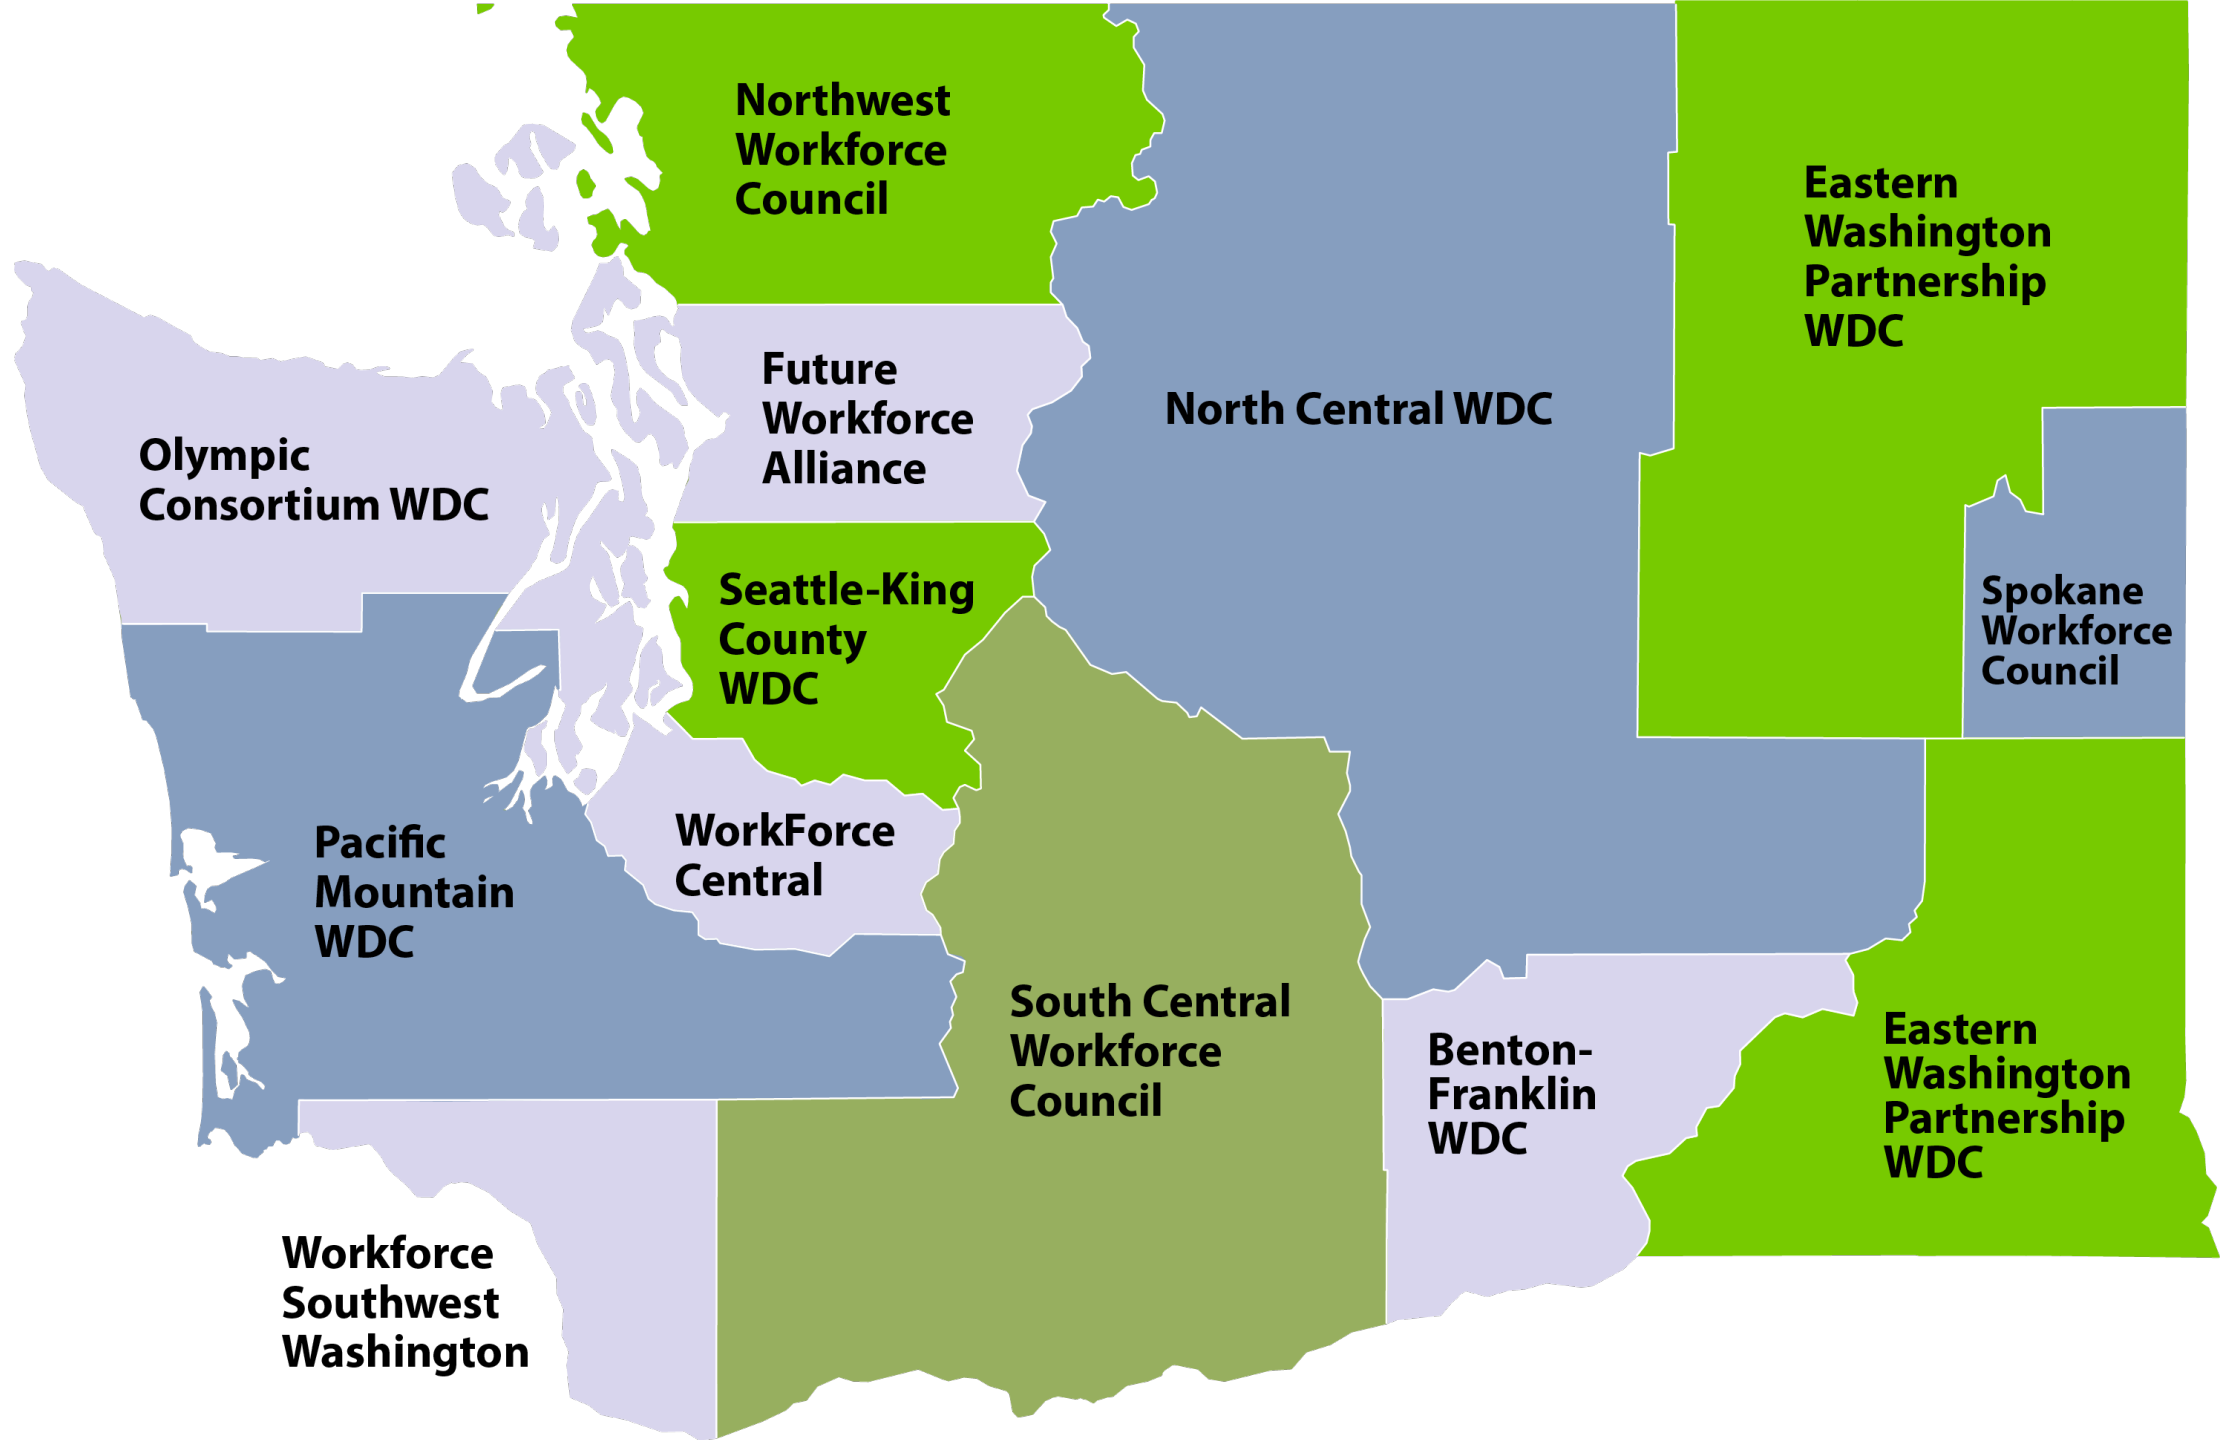 Northwest
Workforce
Council
Eastern
Washington
Partnership
WDC
Future
Workforce
Alliance
North Central WDC
Olympic
Consortium WDC
Seattle-King
County
WDC
Spokane
Workforce
Council
Pacific
Mountain
WDC
WorkForce
Central
South Central
Workforce
Council
Benton-
Franklin
WDC
Eastern
Washington
Partnership
WDC
Workforce
Southwest
Washington